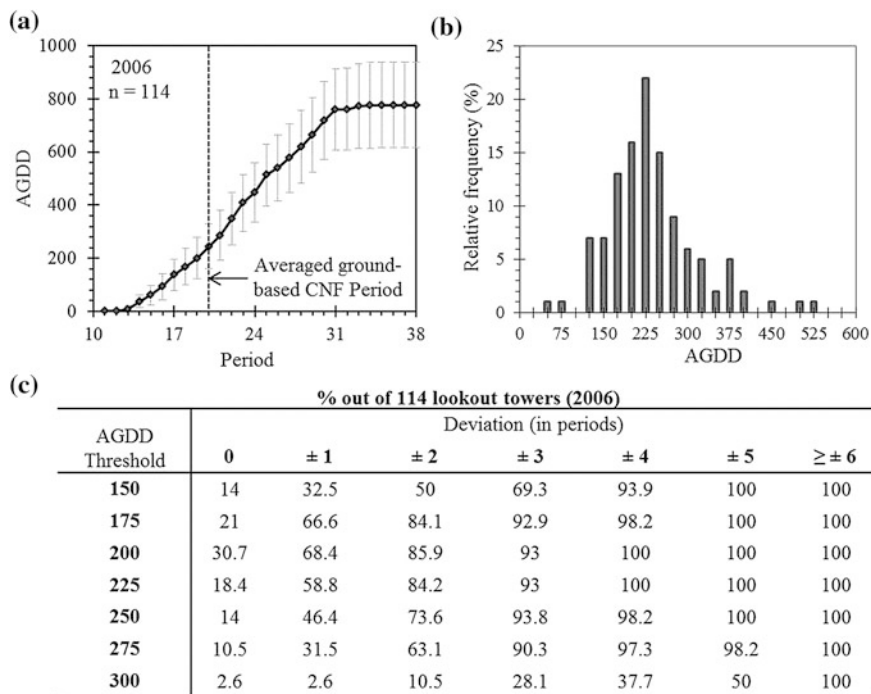 (a)
1000
800
600
400
200
0
AGDD
2006
n = 114
Averaged ground-
based CNF Period
10 17 24 31 38
Period
(b)
25
20
15
10
5
0
Relative frequency (%)
0 75 150 225 300 375 450 525 600
AGDD
(c)
% out of 114 lookout towers (2006)
AGDD Threshold Deviation (in periods)
0 ± 1 ± 2 ± 3 ± 4 ± 5 ≥ ± 6
150 14 32.5 50 69.3 93.9 100 100
175 21 66.6 84.1 92.9 98.2 100 100
200 30.7 68.4 85.9 93 100 100 100
225 18.4 58.8 84.2 93 100 100 100
250 14 46.4 73.6 93.8 98.2 100 100
275 10.5 31.5 63.1 90.3 97.3 98.2 100
300 2.6 2.6 10.5 28.1 37.7 50 100